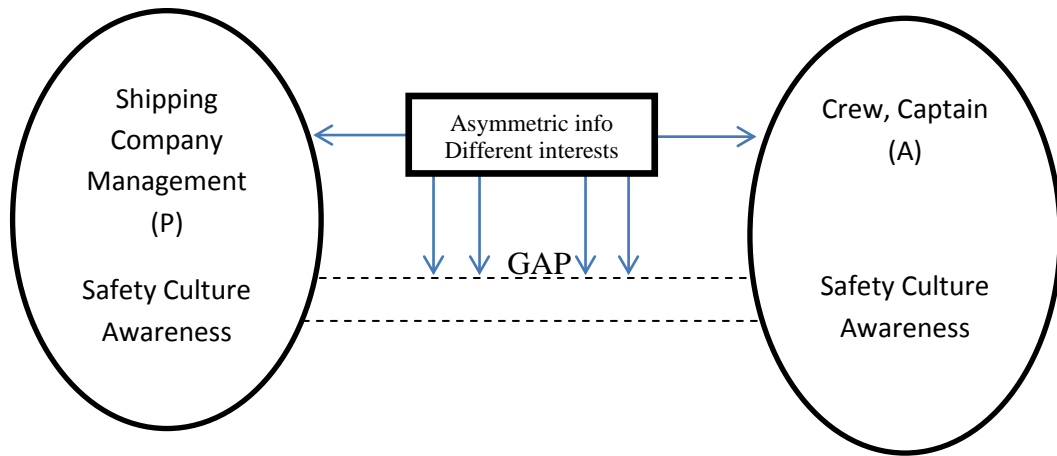 Shipping
Company
Management
(P)
Safety Culture
Awareness
Asymmetric info
Different interests
GAP
Crew, Captain
(A)
Safety Culture
Awareness